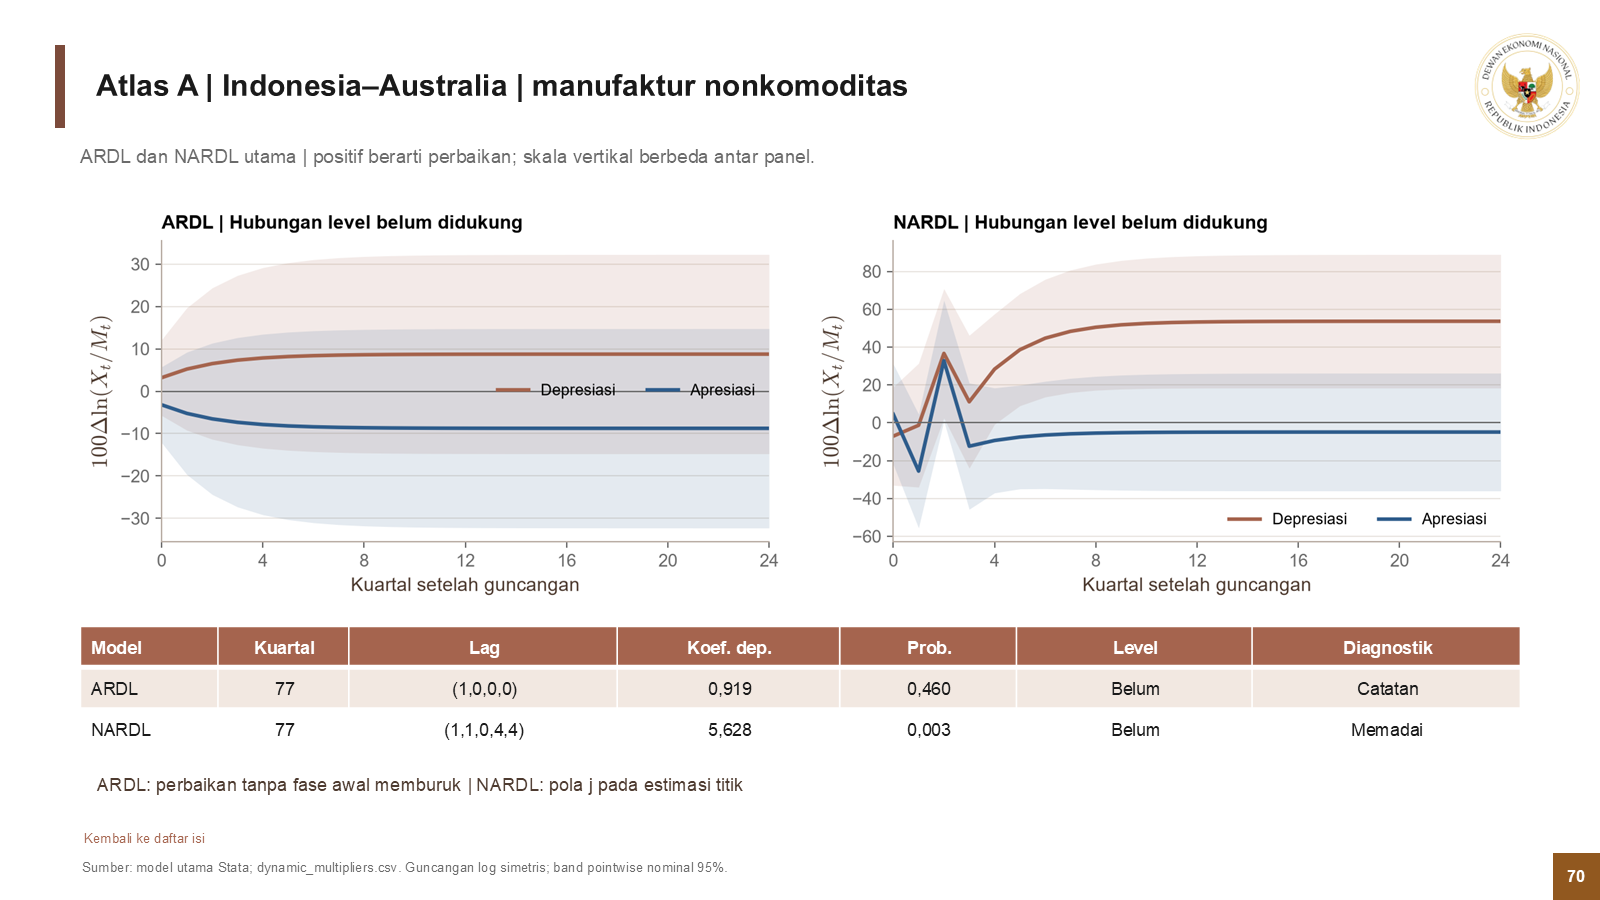 Atlas A | Indonesia–Australia | manufaktur nonkomoditas
DEWAN EKONOMI NASIONAL
REPUBLIK INDONESIA
ARDL dan NARDL utama | positif berarti perbaikan; skala vertikal berbeda antar panel.
ARDL | Hubungan level belum didukung
100Δln(Xₜ/Mₜ)
30
20
10
0
−10
−20
−30
Depresiasi
Apresiasi
0 4 8 12 16 20 24
Kuartal setelah guncangan
NARDL | Hubungan level belum didukung
100Δln(Xₜ/Mₜ)
80
60
40
20
0
−20
−40
−60
Depresiasi
Apresiasi
0 4 8 12 16 20 24
Kuartal setelah guncangan
Model Kuartal Lag Koef. dep. Prob. Level Diagnostik
ARDL 77 (1,0,0,0) 0,919 0,460 Belum Catatan
NARDL 77 (1,1,0,4,4) 5,628 0,003 Belum Memadai
ARDL: perbaikan tanpa fase awal memburuk | NARDL: pola j pada estimasi titik
Kembali ke daftar isi
Sumber: model utama Stata; dynamic_multipliers.csv. Guncangan log simetris; band pointwise nominal 95%.
70